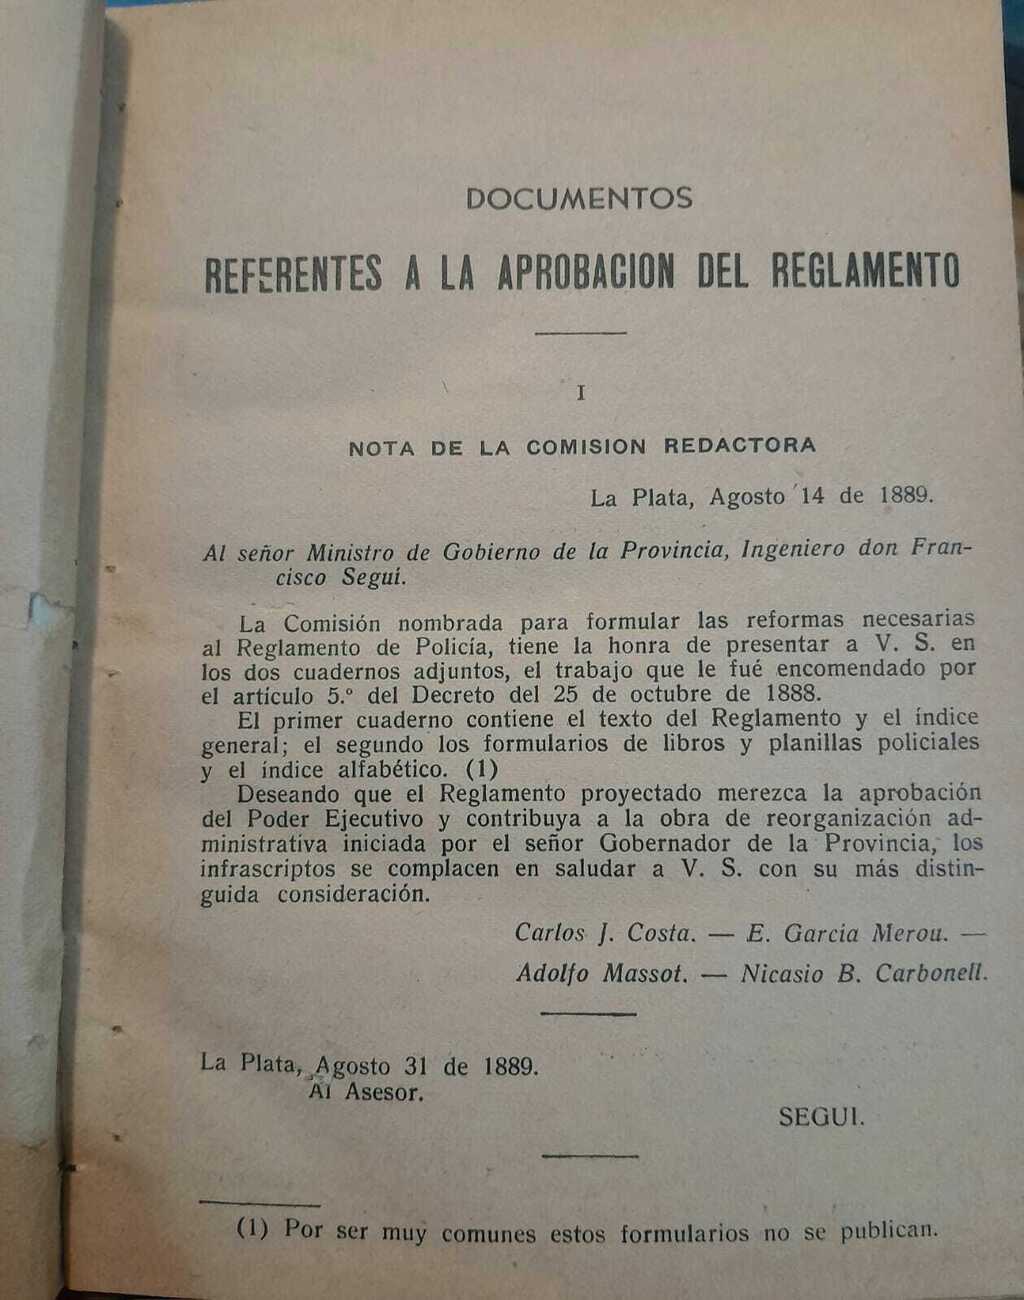 DOCUMENTOS
REFERENTES A LA APROBACION DEL REGLAMENTO
I
NOTA DE LA COMISION REDACTORA
La Plata, Agosto 14 de 1889.
Al señor Ministro de Gobierno de la Provincia, Ingeniero don Fran-
cisco Seguí.
La Comisión nombrada para formular las reformas necesarias
al Reglamento de Policía, tiene la honra de presentar a V. S. en
los dos cuadernos adjuntos, el trabajo que le fué encomendado por
el artículo 5.º del Decreto del 25 de octubre de 1888.
El primer cuaderno contiene el texto del Reglamento y el índice
general; el segundo los formularios de libros y planillas policiales
y el índice alfabético. (1)
Deseando que el Reglamento proyectado merezca la aprobación
del Poder Ejecutivo y contribuya a la obra de reorganización ad-
ministrativa iniciada por el señor Gobernador de la Provincia, los
infrascriptos se complacen en saludar a V. S. con su más distin-
guida consideración.
Carlos J. Costa. — E. Garcia Merou. —
Adolfo Massot. — Nicasio B. Carbonell.
La Plata, Agosto 31 de 1889.
Al Asesor.
SEGUI.
(1) Por ser muy comunes estos formularios no se publican.